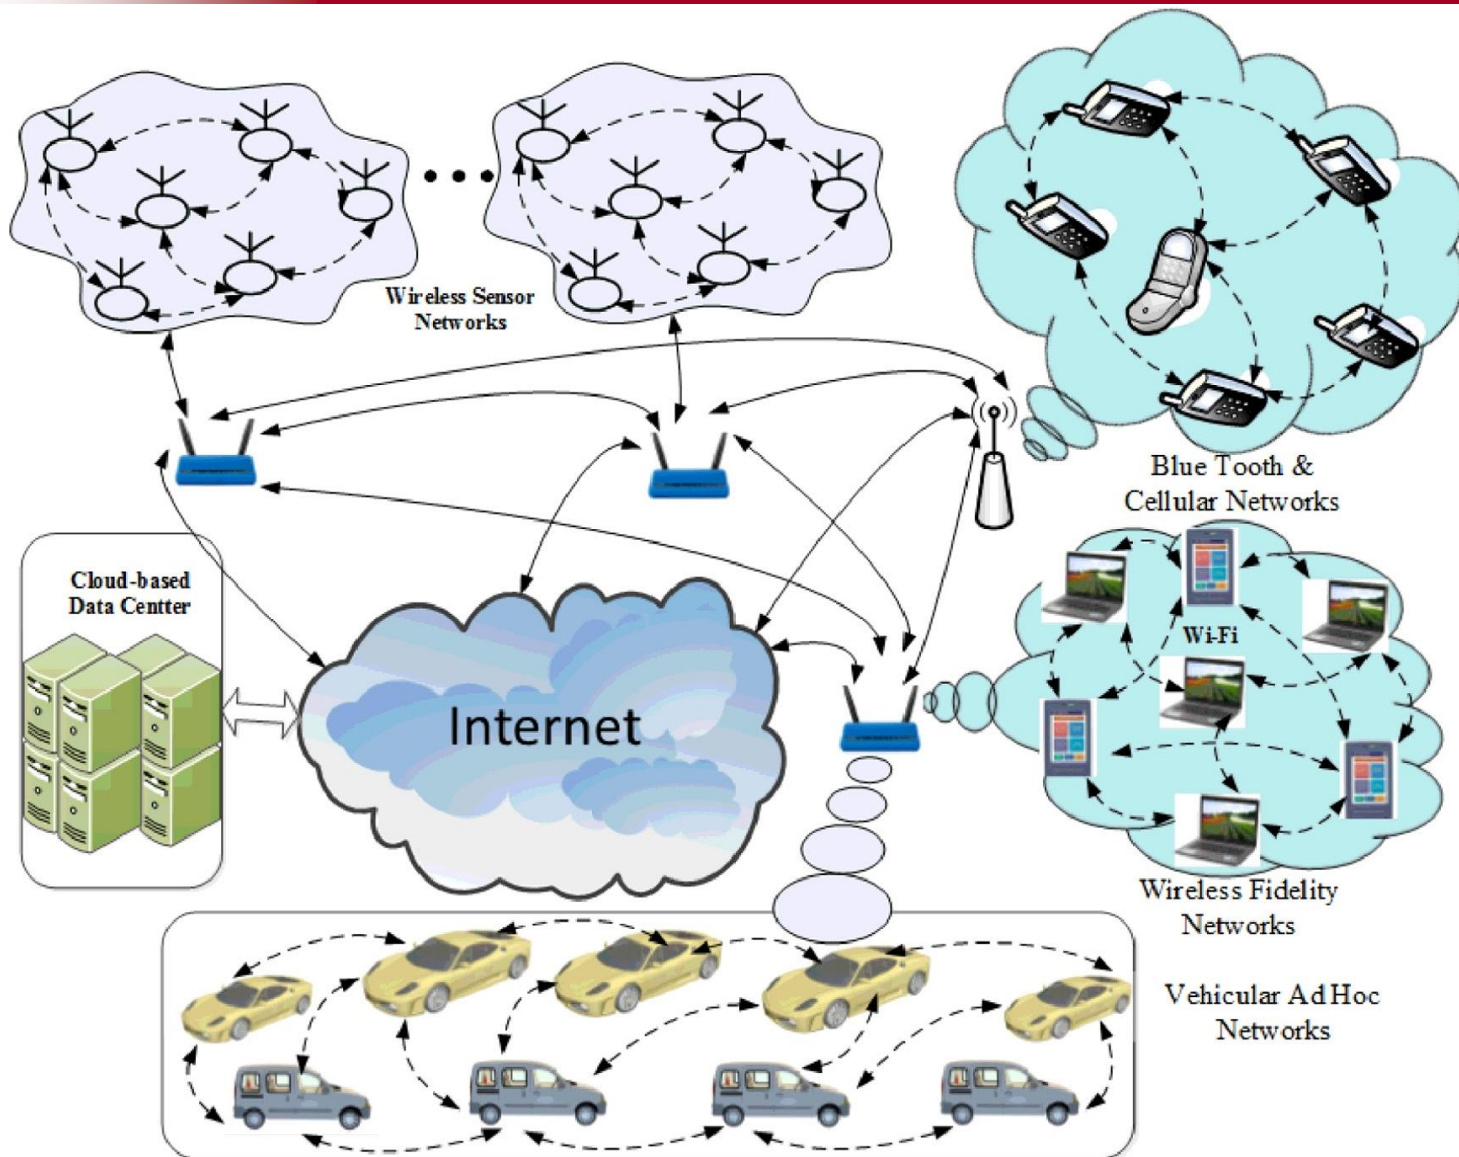 Wireless Sensor
Networks
Blue Tooth &
Cellular Networks
Cloud-based
Data Centter
Wi-Fi
Internet
Wireless Fidelity
Networks
Vehicular Ad Hoc
Networks